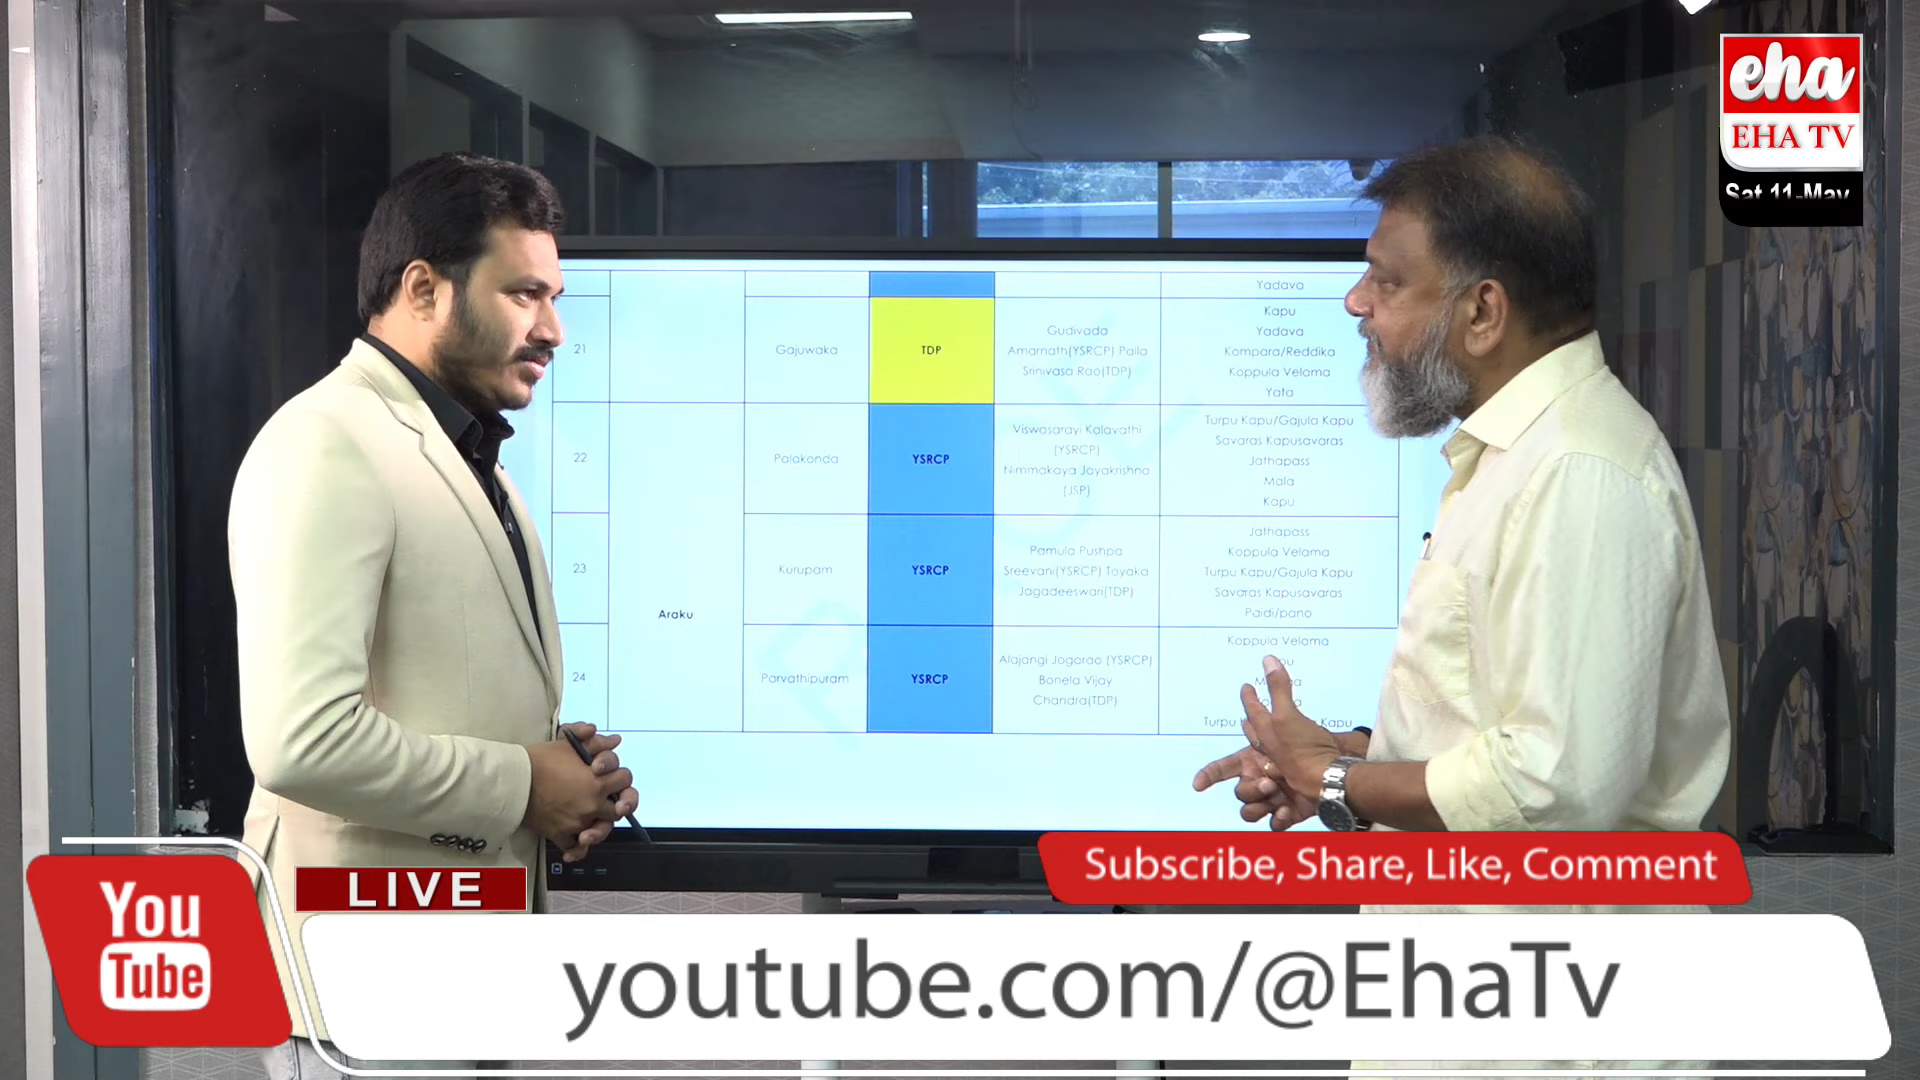 eha
EHA TV
Sat 11-May
Yadava
21
Gajuwaka
TDP
Gudivada
Amarnath(YSRCP) Palla
Srinivasa Rao(TDP)
Kapu
Yadava
Kompara/Reddika
Koppula Velama
Yata
22
Palakonda
YSRCP
Viswasarayi Kalavathi
(YSRCP)
Nimmakaya Jayakrishna
(JSP)
Turpu Kapu/Gajula Kapu
Savaras Kapusavaras
Jathapass
Mala
Kapu
23
Kurupam
YSRCP
Pamula Pushpa
Sreevani(YSRCP) Toyaka
Jagadeeswari(TDP)
Jathapass
Koppula Velama
Turpu Kapu/Gajula Kapu
Savaras Kapusavaras
Paidi/pano
Araku
24
Parvathipuram
YSRCP
Alajangi Jogarao (YSRCP)
Bonela Vijay
Chandra(TDP)
Koppula Velama
Turpu Kapu
Subscribe, Share, Like, Comment
LIVE
You
Tube
youtube.com/@EhaTv